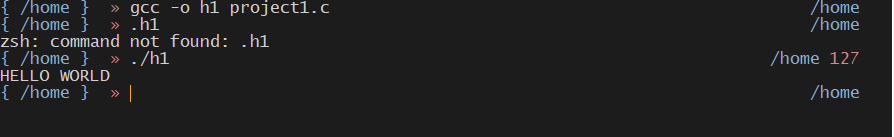 { /home }  » gcc -o h1 project1.c /home
{ /home }  » .h1 /home
zsh: command not found: .h1
{ /home }  » ./h1 /home 127
HELLO WORLD
{ /home }  » /home